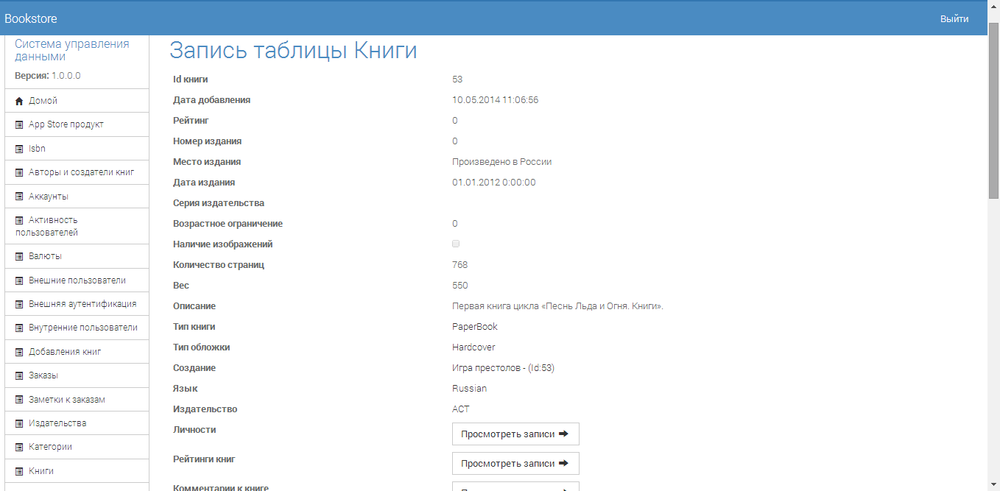 Bookstore
Выйти
Система управления
данными
Версия: 1.0.0.0
Домой
App Store продукт
Isbn
Авторы и создатели книг
Аккаунты
Активность
пользователей
Валюты
Внешние пользователи
Внешняя аутентификация
Внутренние пользователи
Добавления книг
Заказы
Заметки к заказам
Издательства
Категории
Книги
Запись таблицы Книги
Id книги 53
Дата добавления 10.05.2014 11:06:56
Рейтинг 0
Номер издания 0
Место издания Произведено в России
Дата издания 01.01.2012 0:00:00
Серия издательства
Возрастное ограничение 0
Наличие изображений
Количество страниц 768
Вес 550
Описание Первая книга цикла «Песнь Льда и Огня. Книги».
Тип книги PaperBook
Тип обложки Hardcover
Создание Игра престолов - (Id:53)
Язык Russian
Издательство АСТ
Личности Просмотреть записи
Рейтинги книг Просмотреть записи
Комментарии к книге